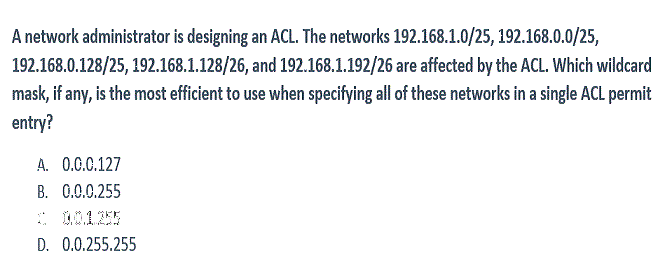 A network administrator is designing an ACL. The networks 192.168.1.0/25, 192.168.0.0/25,
192.168.0.128/25, 192.168.1.128/26, and 192.168.1.192/26 are affected by the ACL. Which wildcard
mask, if any, is the most efficient to use when specifying all of these networks in a single ACL permit
entry?
A. 0.0.0.127
B. 0.0.0.255
0.0.1.255
D. 0.0.255.255